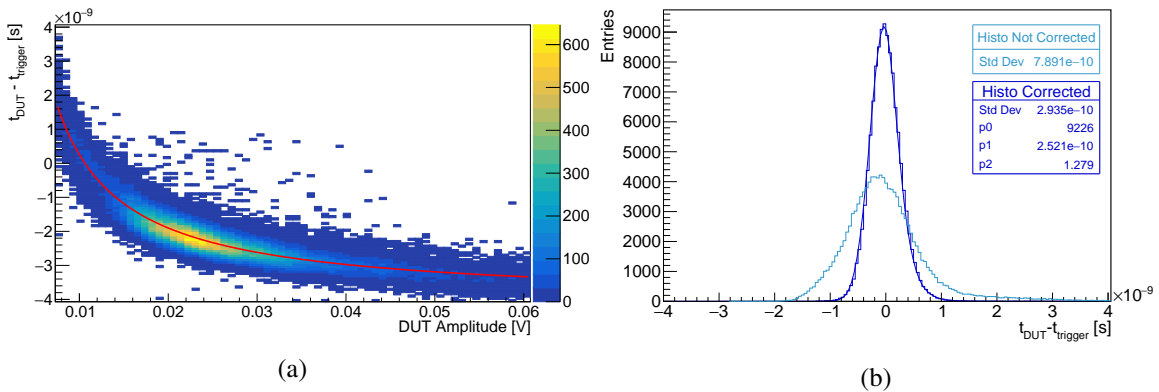 ×10⁻⁹
t_DUT - t_trigger [s]
4
3
2
1
0
−1
−2
−3
−4
0.01 0.02 0.03 0.04 0.05 0.06
DUT Amplitude [V]
600
500
400
300
200
100
0
(a)
Entries
9000
8000
7000
6000
5000
4000
3000
2000
1000
0
−4 −3 −2 −1 0 1 2 3 4
×10⁻⁹
t_DUT-t_trigger [s]
Histo Not Corrected
Std Dev 7.891e−10
Histo Corrected
Std Dev 2.935e−10
p0 9226
p1 2.521e−10
p2 1.279
(b)